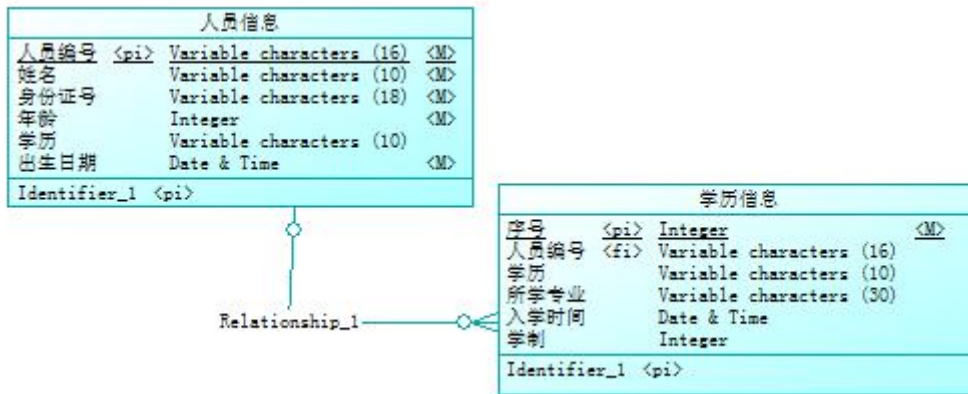 人员信息
人员编号 <pi> Variable characters (16) <M>
姓名 Variable characters (10) <M>
身份证号 Variable characters (18) <M>
年龄 Integer <M>
学历 Variable characters (10)
出生日期 Date & Time <M>
Identifier_1 <pi>
Relationship_1
学历信息
序号 <pi> Integer <M>
人员编号 <fi> Variable characters (16)
学历 Variable characters (10)
所学专业 Variable characters (30)
入学时间 Date & Time
学制 Integer
Identifier_1 <pi>